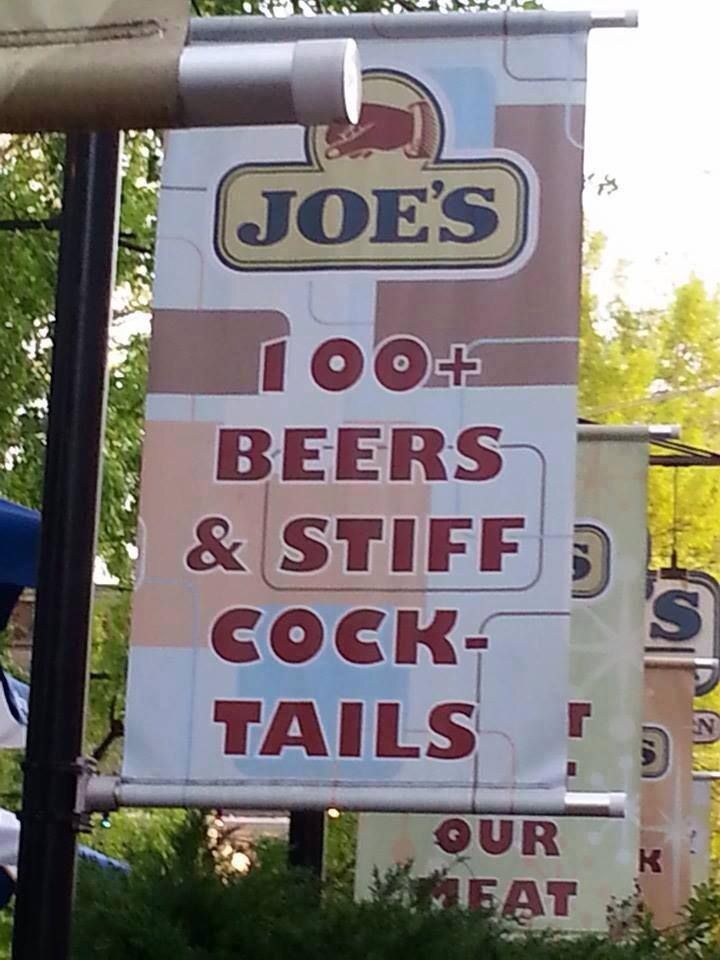 JOE'S
100+
BEERS
& STIFF
COCK-
TAILS
S
'S
T
S
N
OUR
K
MEAT